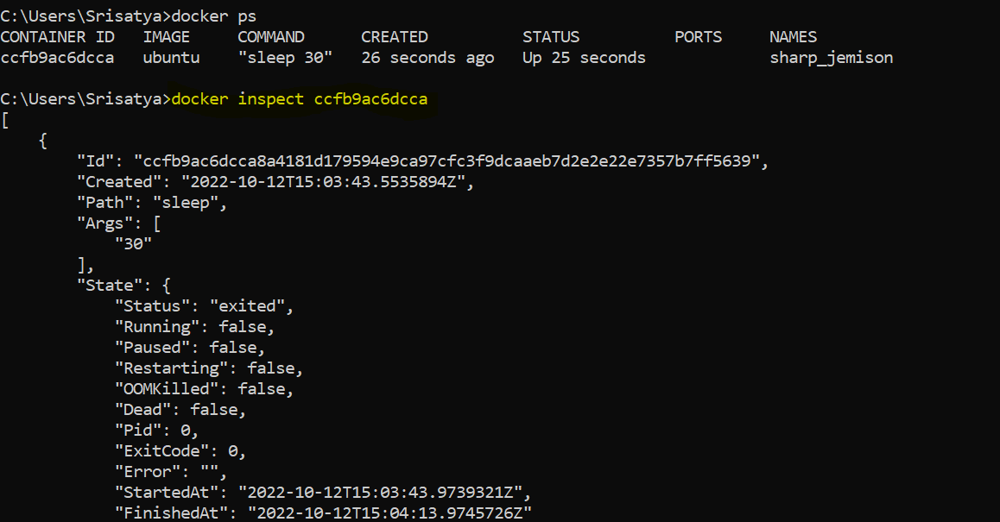 C:\Users\Srisatya>docker ps
CONTAINER ID   IMAGE     COMMAND      CREATED          STATUS          PORTS     NAMES
ccfb9ac6dcca   ubuntu    "sleep 30"   26 seconds ago   Up 25 seconds             sharp_jemison
C:\Users\Srisatya>docker inspect ccfb9ac6dcca
[
    {
        "Id": "ccfb9ac6dcca8a4181d179594e9ca97cfc3f9dcaaeb7d2e2e22e7357b7ff5639",
        "Created": "2022-10-12T15:03:43.5535894Z",
        "Path": "sleep",
        "Args": [
            "30"
        ],
        "State": {
            "Status": "exited",
            "Running": false,
            "Paused": false,
            "Restarting": false,
            "OOMKilled": false,
            "Dead": false,
            "Pid": 0,
            "ExitCode": 0,
            "Error": "",
            "StartedAt": "2022-10-12T15:03:43.9739321Z",
            "FinishedAt": "2022-10-12T15:04:13.9745726Z"